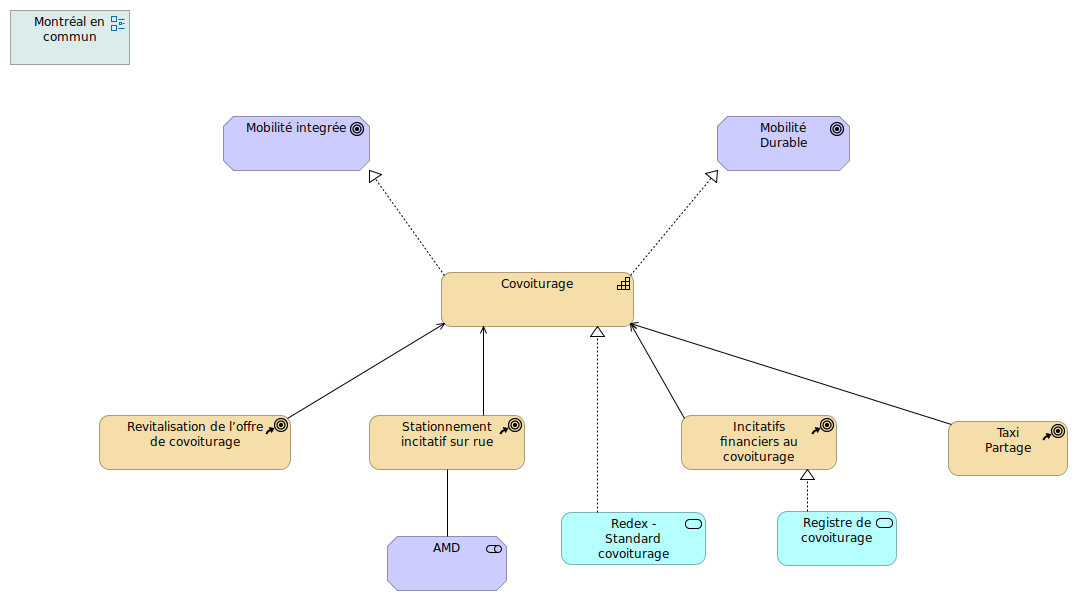 Montréal en
commun
Mobilité integrée
Mobilité
Durable
Covoiturage
Revitalisation de l’offre
de covoiturage
Stationnement
incitatif sur rue
Incitatifs
financiers au
covoiturage
Taxi
Partage
AMD
Redex -
Standard
covoiturage
Registre de
covoiturage